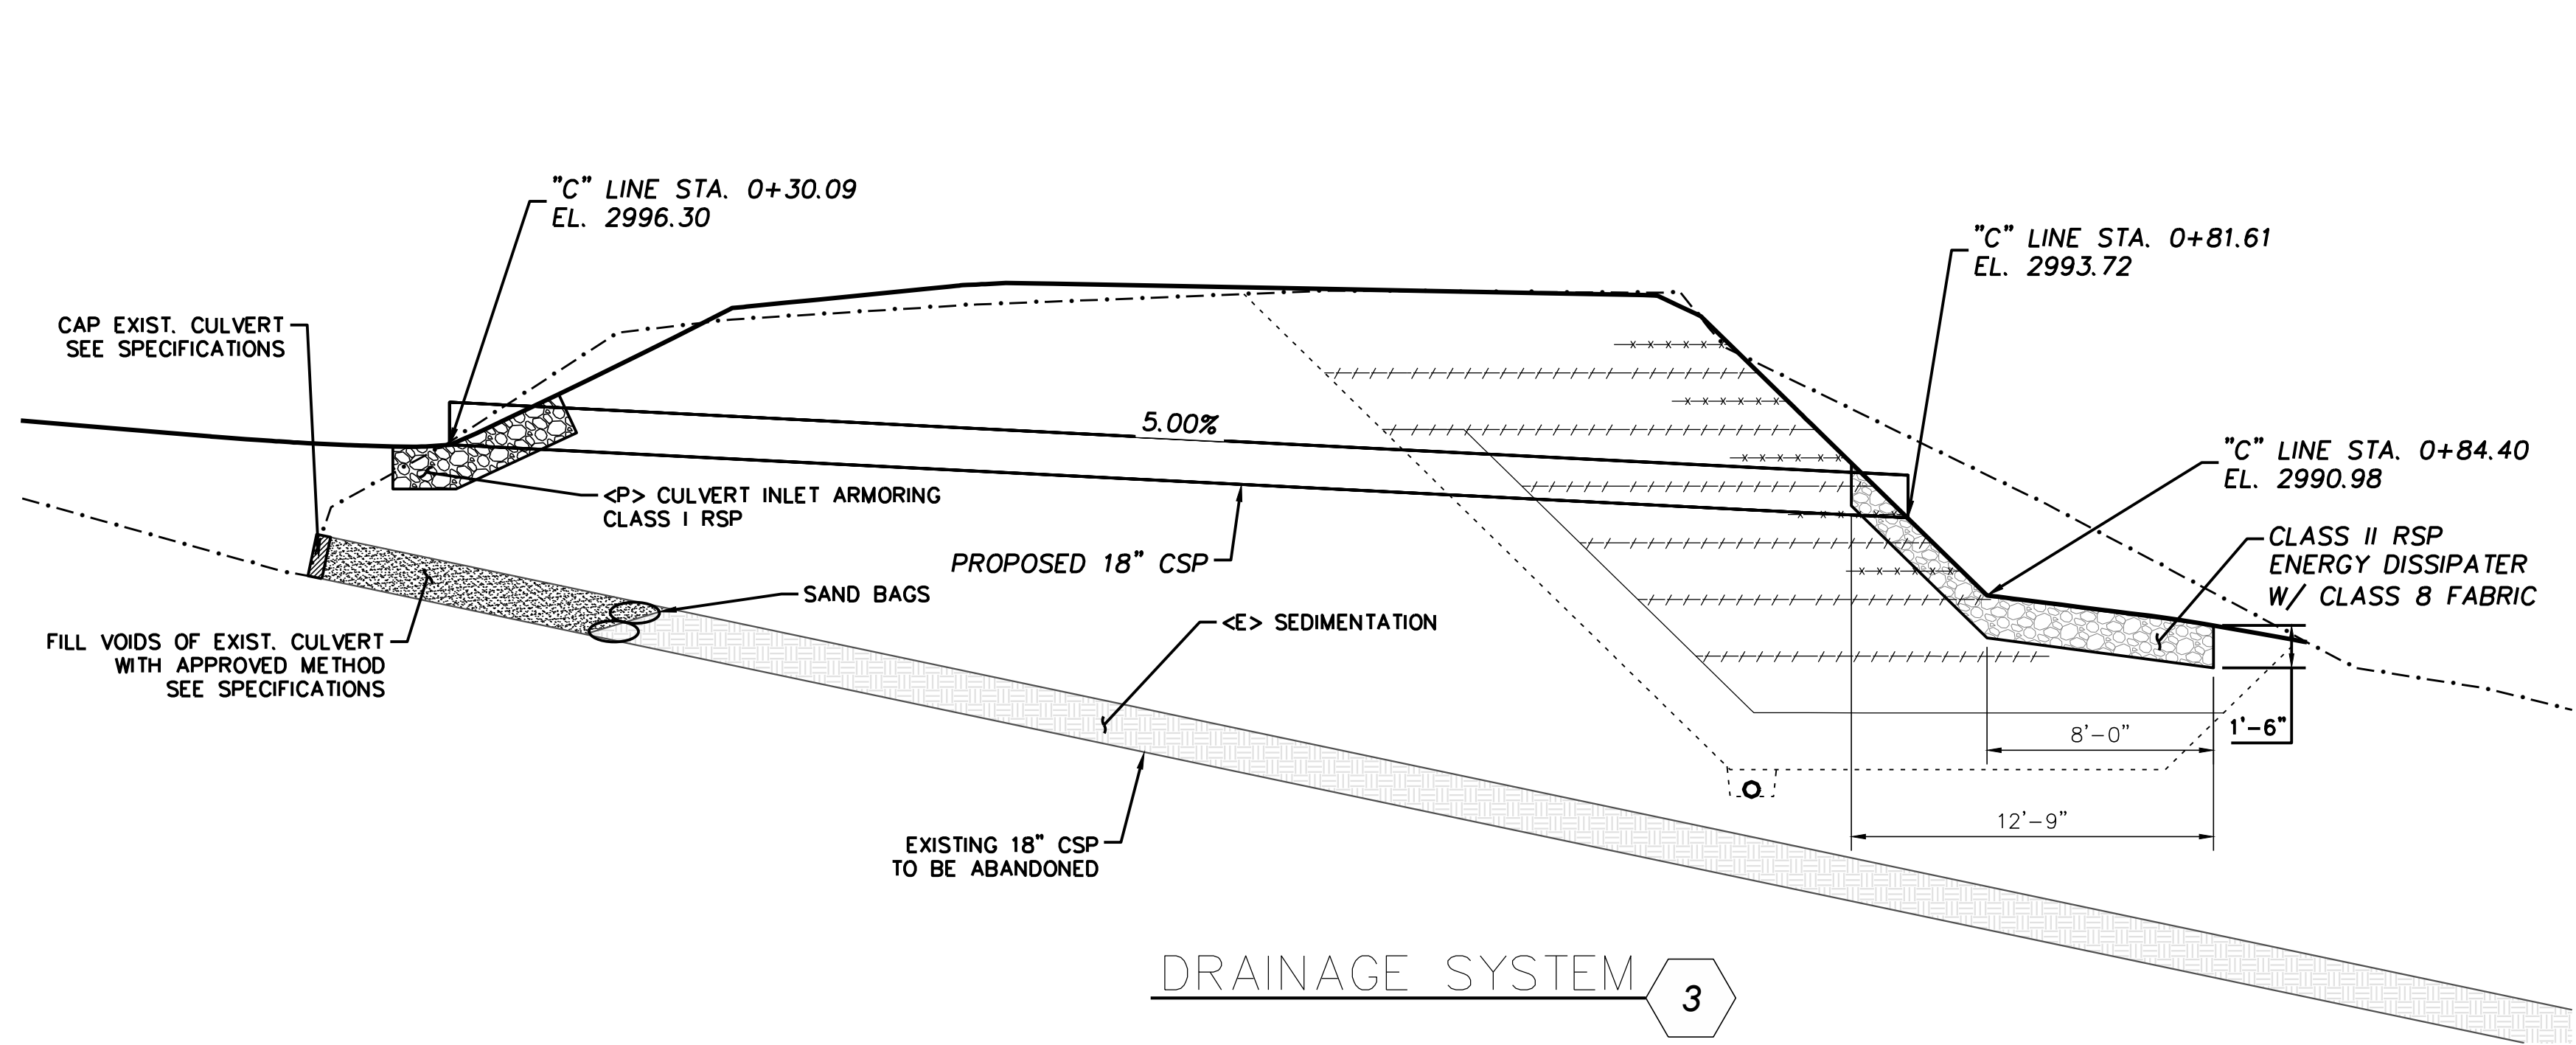 "C" LINE STA. 0+30.09
EL. 2996.30
"C" LINE STA. 0+81.61
EL. 2993.72
CAP EXIST. CULVERT
SEE SPECIFICATIONS
5.00%
"C" LINE STA. 0+84.40
EL. 2990.98
<P> CULVERT INLET ARMORING
CLASS I RSP
PROPOSED 18" CSP
CLASS II RSP
ENERGY DISSIPATER
W/ CLASS 8 FABRIC
SAND BAGS
<E> SEDIMENTATION
FILL VOIDS OF EXIST. CULVERT
WITH APPROVED METHOD
SEE SPECIFICATIONS
8'-0"
1'-6"
12'-9"
EXISTING 18" CSP
TO BE ABANDONED
DRAINAGE SYSTEM 3